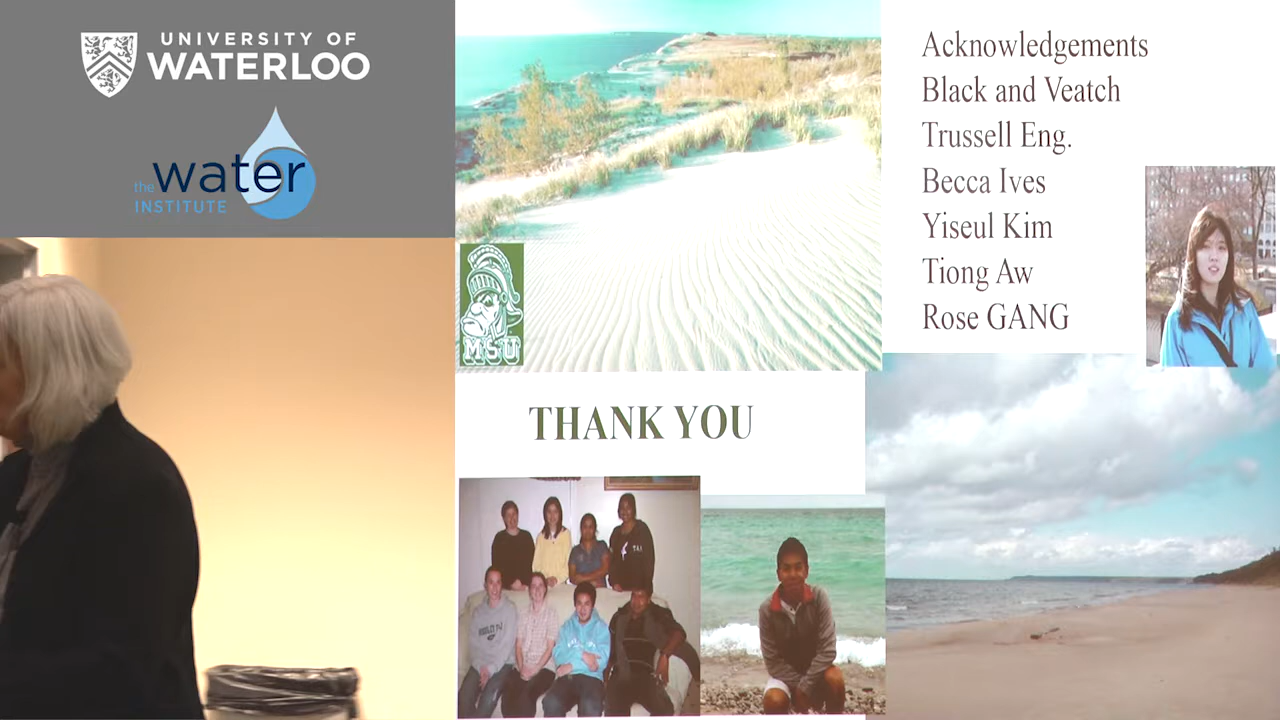 UNIVERSITY OF
WATERLOO
the water
INSTITUTE
MSU
Acknowledgements
Black and Veatch
Trussell Eng.
Becca Ives
Yiseul Kim
Tiong Aw
Rose GANG
THANK YOU